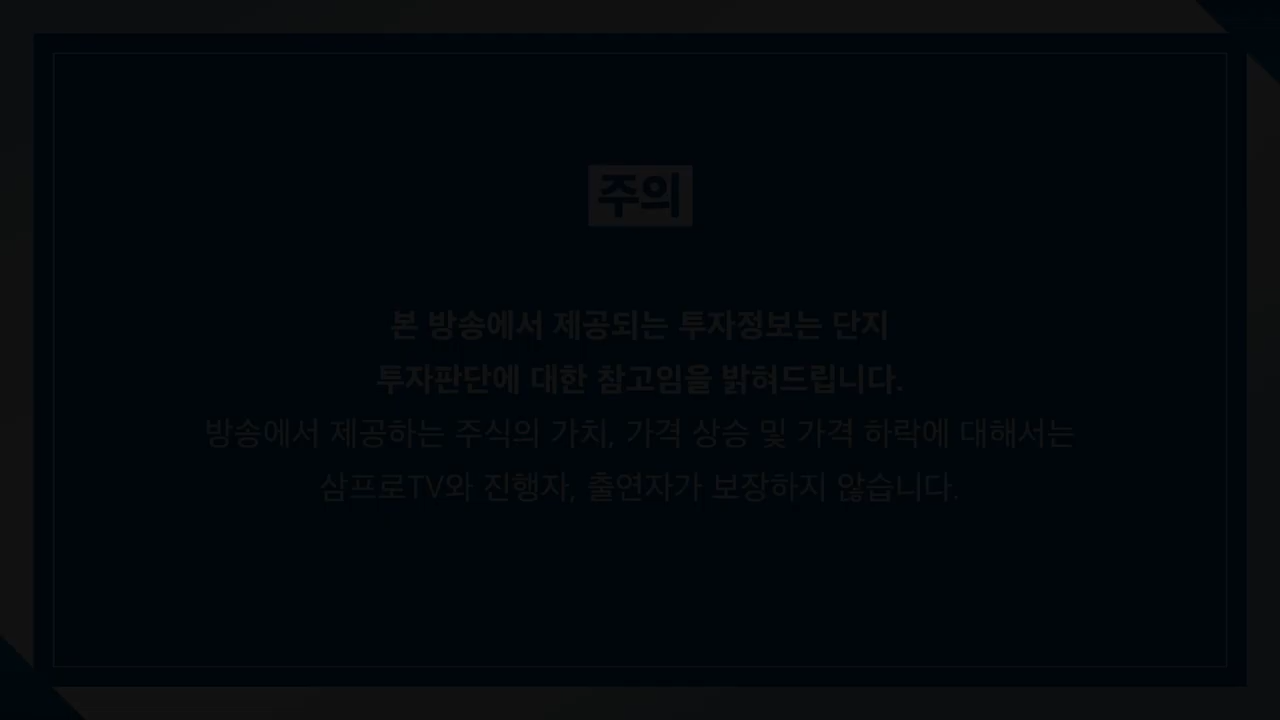 주의
본 방송에서 제공되는 투자정보는 단지
투자판단에 대한 참고임을 밝혀드립니다.
방송에서 제공하는 주식의 가치, 가격 상승 및 가격 하락에 대해서는
삼프로TV와 진행자, 출연자가 보장하지 않습니다.